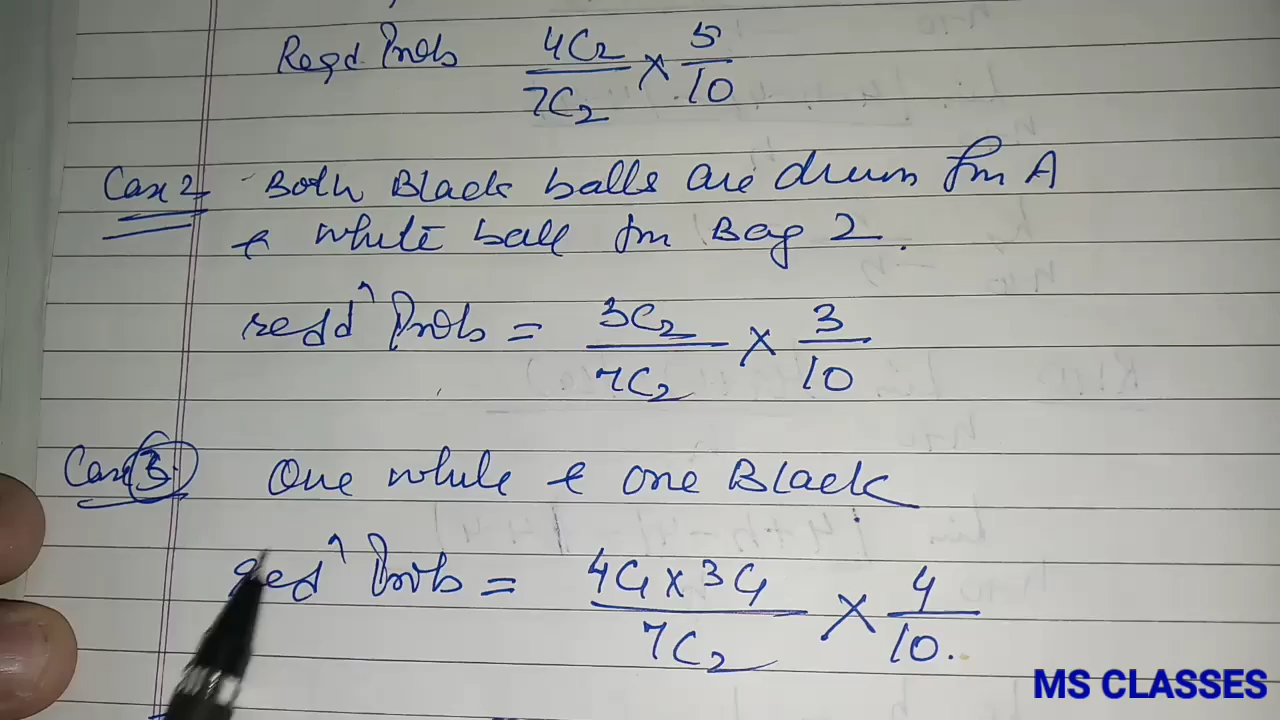 Reqd. Prob 4C2 / 7C2 × 5/10
Case 2 Both Black balls are drawn from A
& white ball from Bag 2.
reqd Prob = 3C2 / 7C2 × 3/10
Case 3. One white & one Black
reqd Prob = 4C1 × 3C1 / 7C2 × 4/10.
MS CLASSES